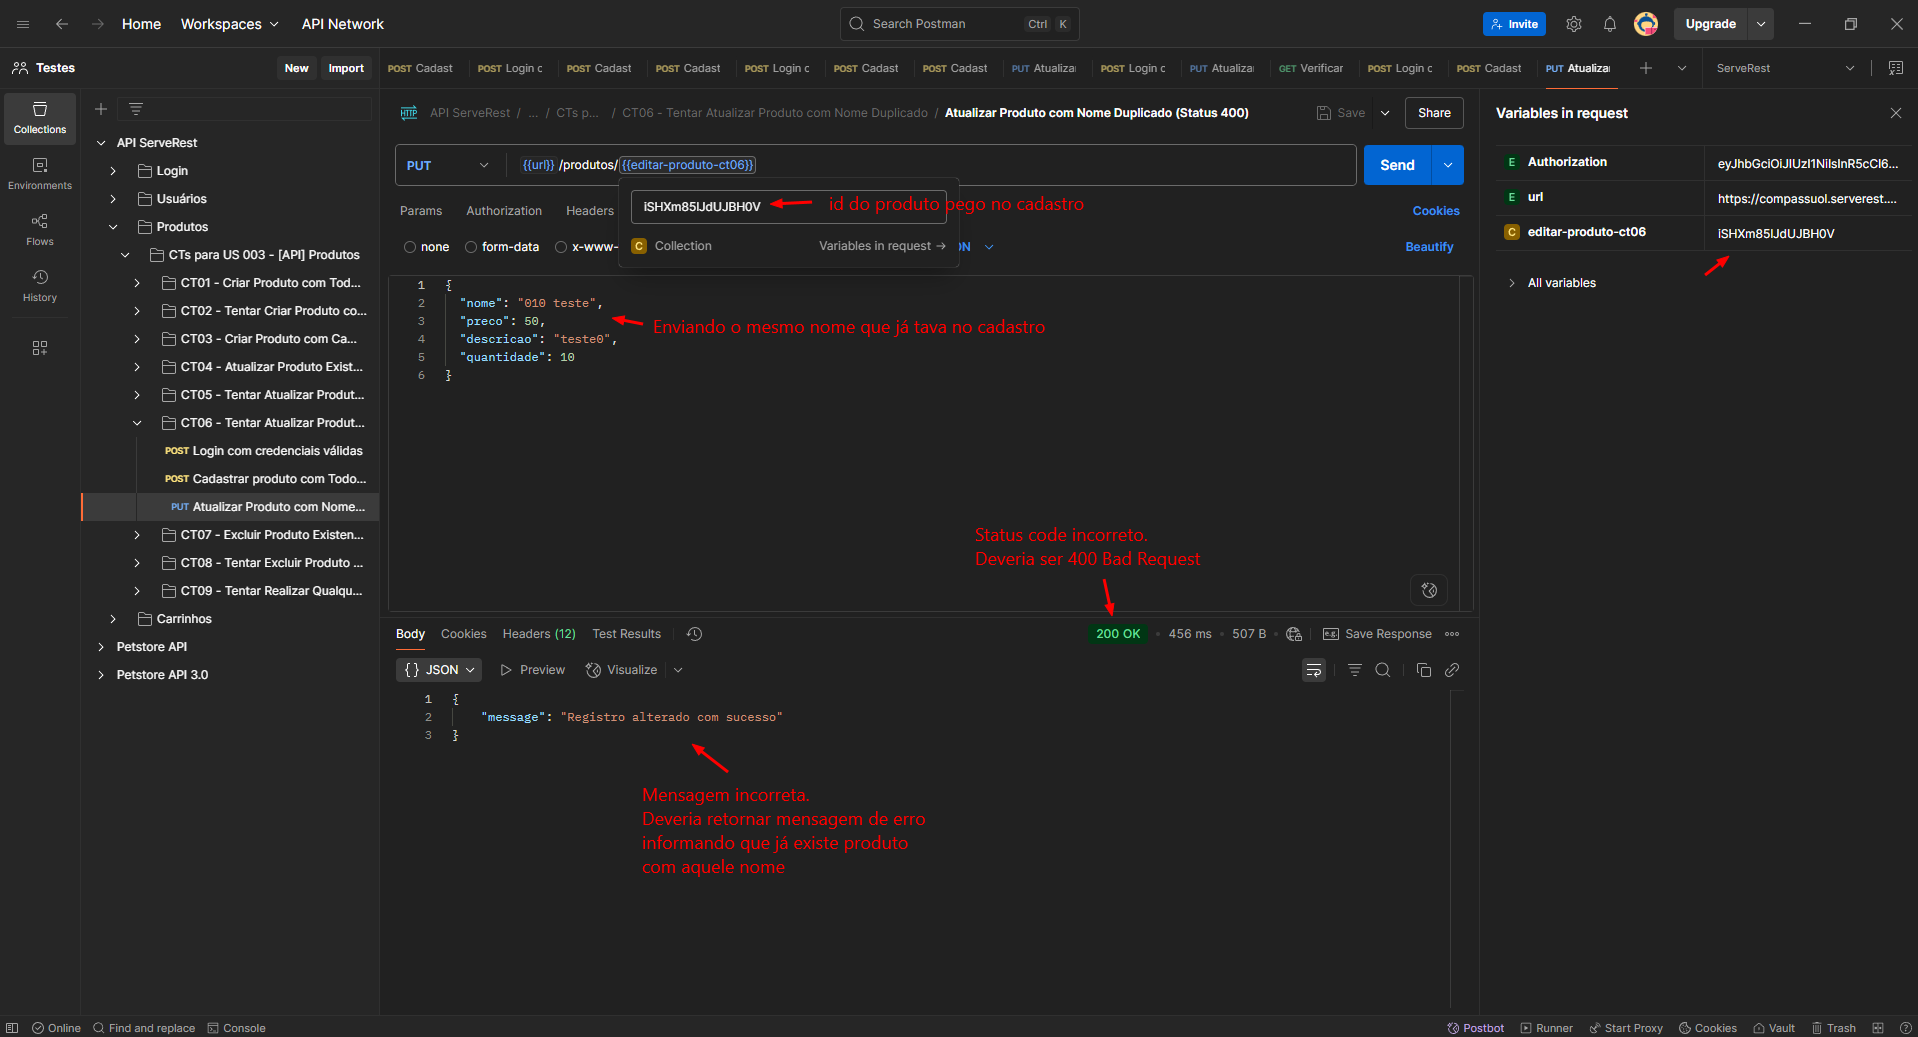 Home
Workspaces
API Network
Search Postman
Ctrl
K
Invite
Upgrade
Testes
New
Import
POST Cadast
POST Login c
POST Cadast
POST Cadast
POST Login c
POST Cadast
POST Cadast
PUT Atualiza
POST Login c
PUT Atualiza
GET Verificar
POST Login c
POST Cadast
PUT Atualiza
ServeRest
Collections
Environments
Flows
History
API ServeRest
Login
Usuários
Produtos
CTs para US 003 - [API] Produtos
CT01 - Criar Produto com Tod...
CT02 - Tentar Criar Produto co...
CT03 - Criar Produto com Ca...
CT04 - Atualizar Produto Exist...
CT05 - Tentar Atualizar Produt...
CT06 - Tentar Atualizar Produt...
POST Login com credenciais válidas
POST Cadastrar produto com Todo...
PUT Atualizar Produto com Nome...
CT07 - Excluir Produto Existen...
CT08 - Tentar Excluir Produto ...
CT09 - Tentar Realizar Qualqu...
Carrinhos
Petstore API
Petstore API 3.0
HTTP API ServeRest / ... / CTs p... / CT06 - Tentar Atualizar Produto com Nome Duplicado / Atualizar Produto com Nome Duplicado (Status 400)
Save
Share
PUT
{{url}}/produtos/{{editar-produto-ct06}}
Send
iSHXm85lJdUJBH0V
id do produto pego no cadastro
C Collection
Variables in request →
Params
Authorization
Headers
Cookies
none
form-data
x-www-
ON
Beautify
1 {
2 "nome": "010 teste",
3 "preco": 50,
4 "descricao": "teste0",
5 "quantidade": 10
6 }
Enviando o mesmo nome que já tava no cadastro
Status code incorreto.
Deveria ser 400 Bad Request
Body
Cookies
Headers (12)
Test Results
200 OK
456 ms
507 B
e.g. Save Response
{} JSON
Preview
Visualize
1 {
2 "message": "Registro alterado com sucesso"
3 }
Mensagem incorreta.
Deveria retornar mensagem de erro
informando que já existe produto
com aquele nome
Variables in request
E Authorization
eyJhbGciOiJIUzI1NiIsInR5cCI6...
E url
https://compassuol.serverest....
C editar-produto-ct06
iSHXm85lJdUJBH0V
All variables
Online
Find and replace
Console
Postbot
Runner
Start Proxy
Cookies
Vault
Trash